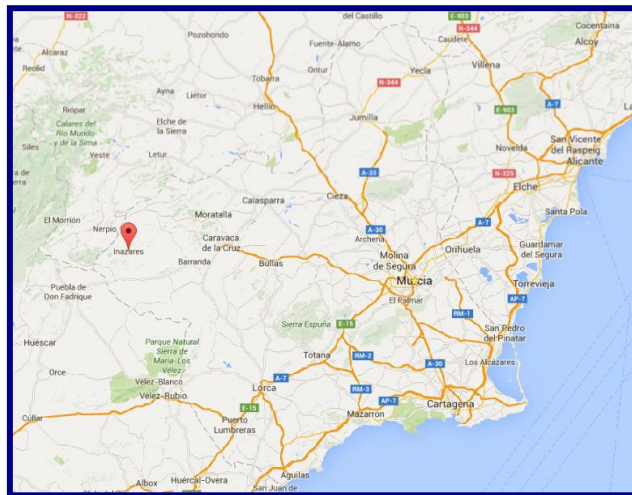 N-322
del Castillo
E-903
N-344
Cocentaina
Pozohondo
Fuente-Álamo
Caudete
Alcoy
Alcaraz
Reolid
Ontur
Yecla
Villena
Tobarra
N-344
Ayna
Liétor
Hellín
E-903
A-7
Riópar
Calares del
Río Mundo
y de la Sima
Elche de
la Sierra
Jumilla
Siles
Yeste
Letur
Novelda
San Vicente
del Raspeig
Alicante
A-33
N-325
Elche
Calasparra
Cieza
El Morrión
Nerpio
Moratalla
A-7
Santa Pola
A-30
Archena
Inazares
Caravaca
de la Cruz
Molina
de Segura
Orihuela
Guardamar
del Segura
Barranda
Bullas
Puebla de
Don Fadrique
Murcia
Torrevieja
El Palmar
AP-7
RM-1
Sierra Espuña
E-15
San Pedro
del Pinatar
Huéscar
Parque Natural
Sierra de
María-Los
Vélez
Totana
RM-2
A-30
Los Alcázares
Orce
Vélez-Blanco
A-7
RM-3
Vélez-Rubio
Lorca
AP-7
Cartagena
Cúllar
E-15
Mazarrón
Puerto
Lumbreras
Albox
Huércal-Overa
Águilas
San Juan de